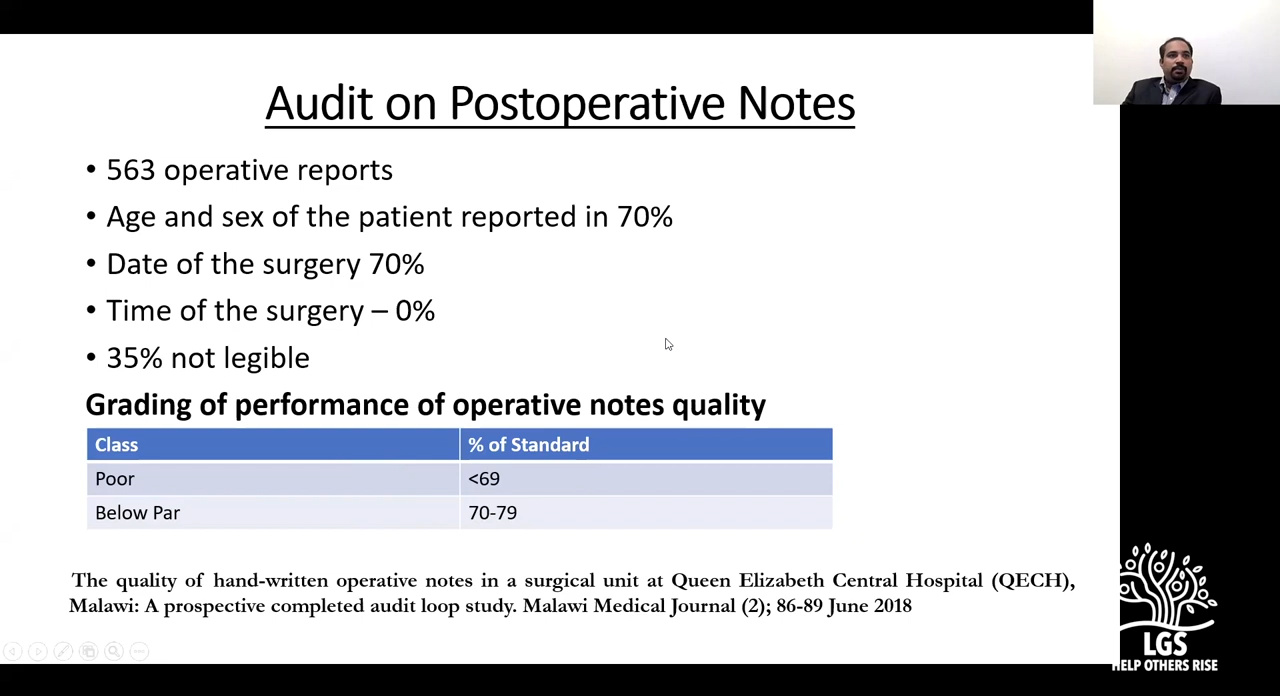 Audit on Postoperative Notes
• 563 operative reports
• Age and sex of the patient reported in 70%
• Date of the surgery 70%
• Time of the surgery – 0%
• 35% not legible
Grading of performance of operative notes quality
Class % of Standard
Poor <69
Below Par 70-79
The quality of hand-written operative notes in a surgical unit at Queen Elizabeth Central Hospital (QECH),
Malawi: A prospective completed audit loop study. Malawi Medical Journal (2); 86-89 June 2018
LGS
HELP OTHERS RISE